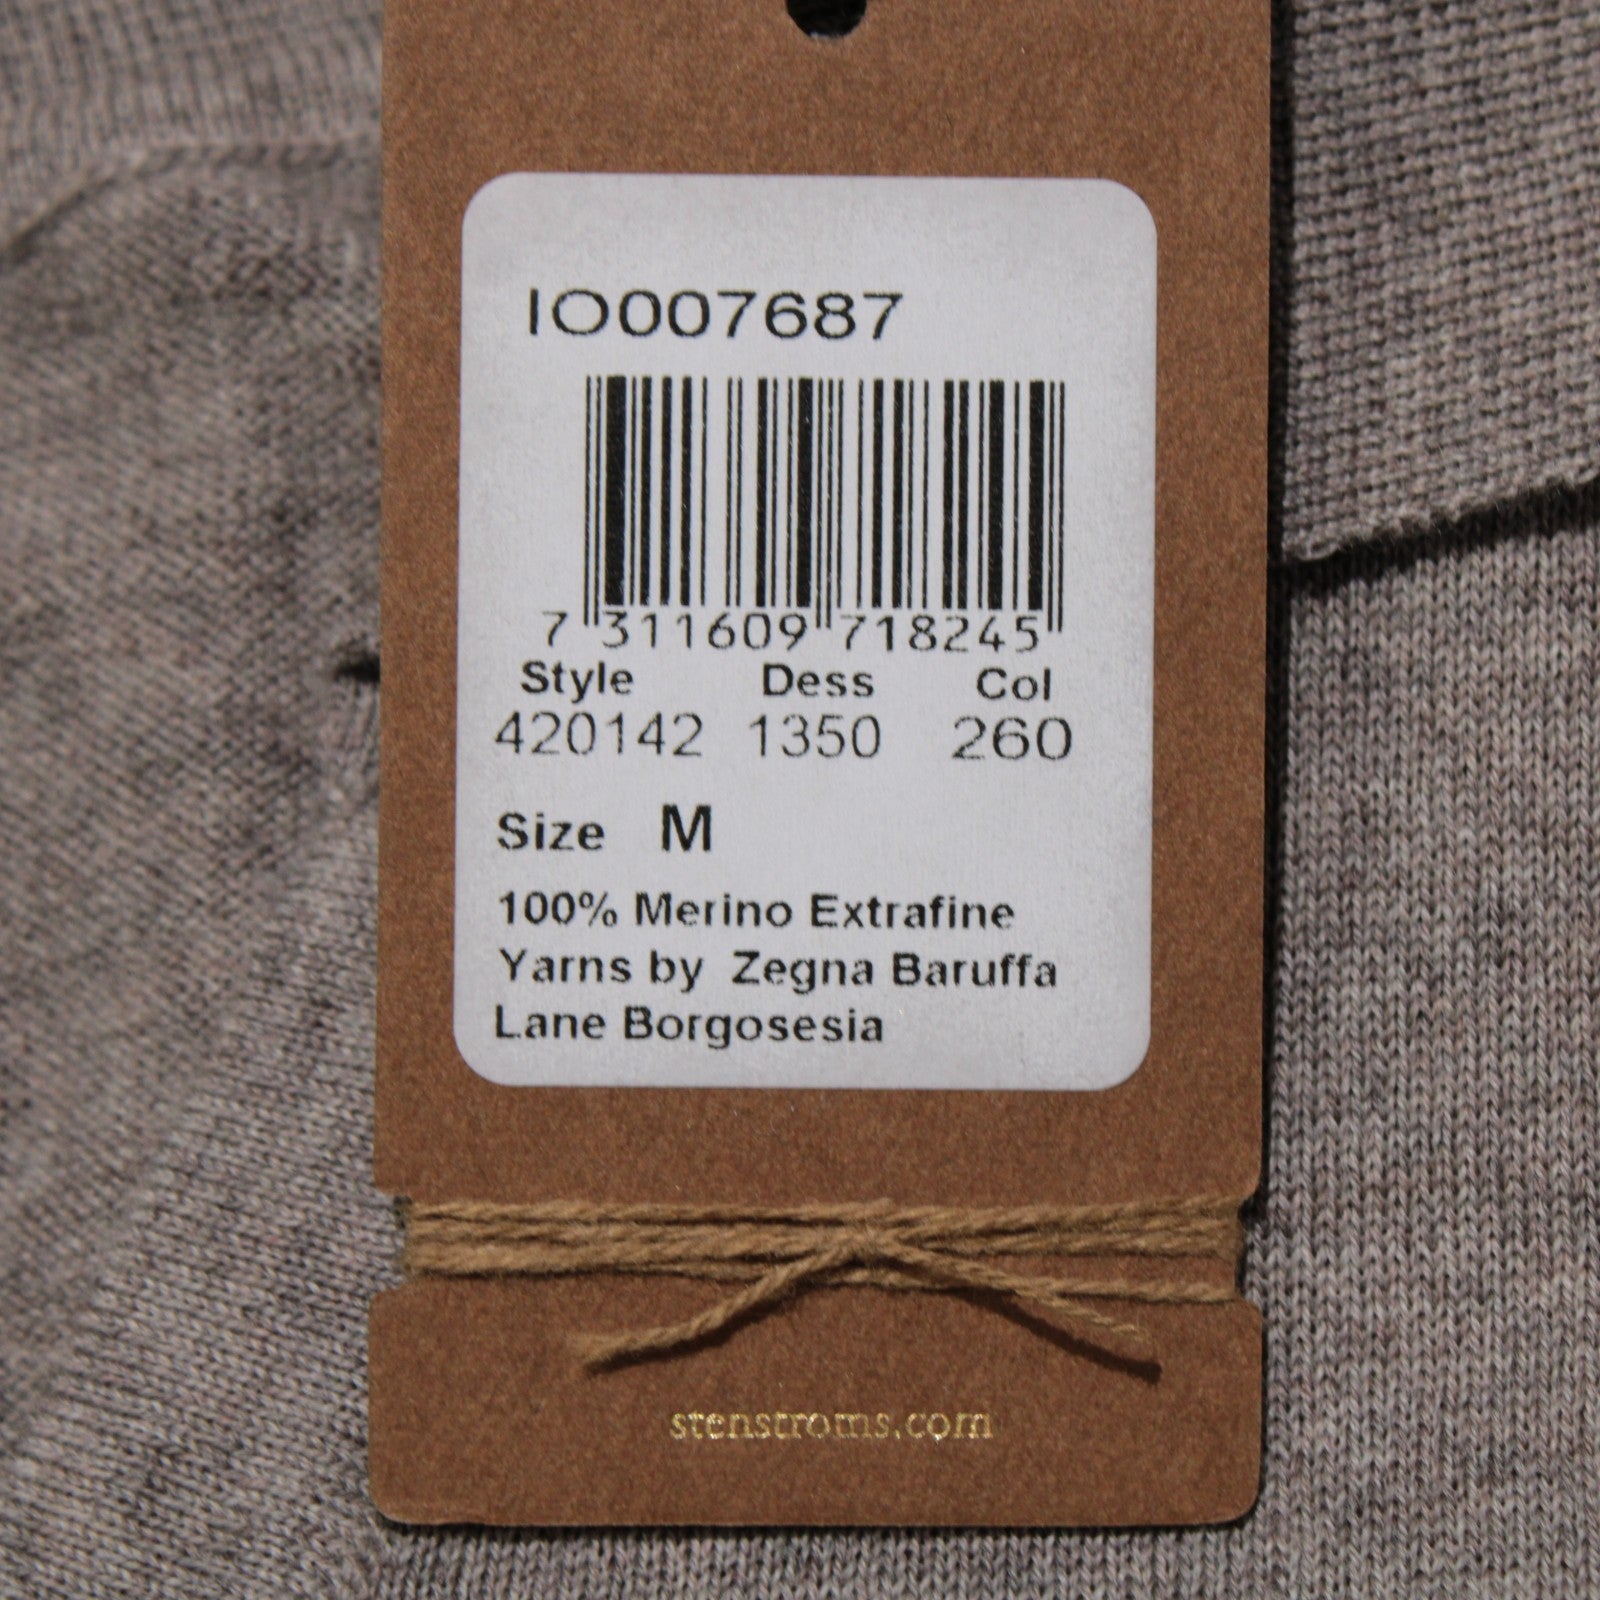 IO007687
7 311609 718245
Style Dess Col
420142 1350 260
Size M
100% Merino Extrafine
Yarns by Zegna Baruffa
Lane Borgosesia
stenstroms.com